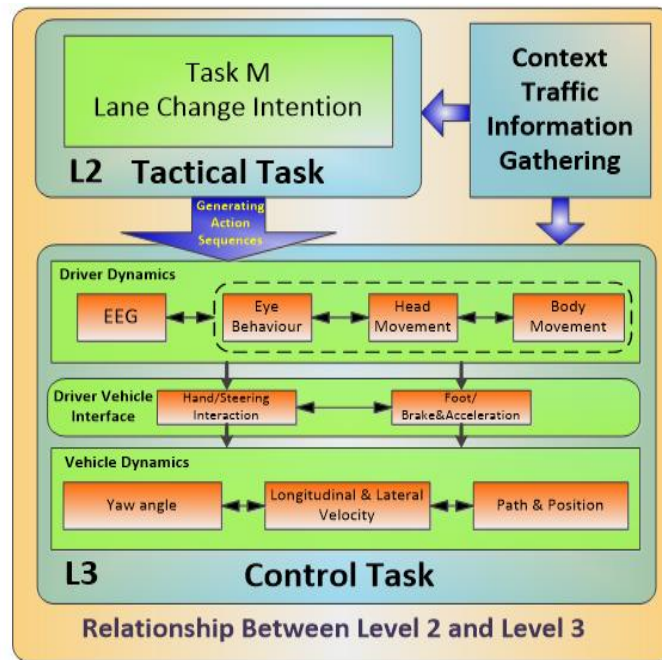 Task M
Lane Change Intention
L2 Tactical Task
Context
Traffic
Information
Gathering
Generating
Action
Sequences
Driver Dynamics
EEG
Eye
Behaviour
Head
Movement
Body
Movement
Driver Vehicle
Interface
Hand/Steering
Interaction
Foot/
Brake&Acceleration
Vehicle Dynamics
Yaw angle
Longitudinal & Lateral
Velocity
Path & Position
L3 Control Task
Relationship Between Level 2 and Level 3